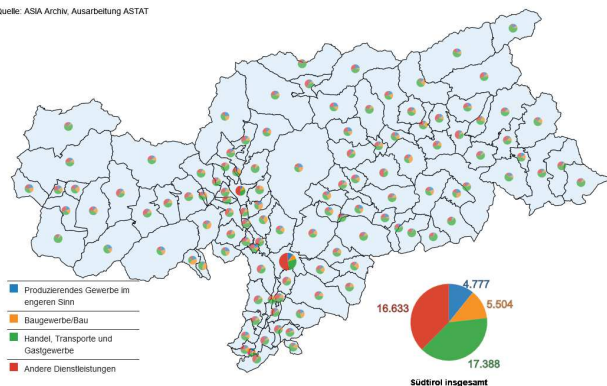 Quelle: ASIA Archiv, Ausarbeitung ASTAT
Produzierendes Gewerbe im
engeren Sinn
Baugewerbe/Bau
Handel, Transporte und
Gastgewerbe
Andere Dienstleistungen
4.777
5.504
16.633
17.388
Südtirol insgesamt